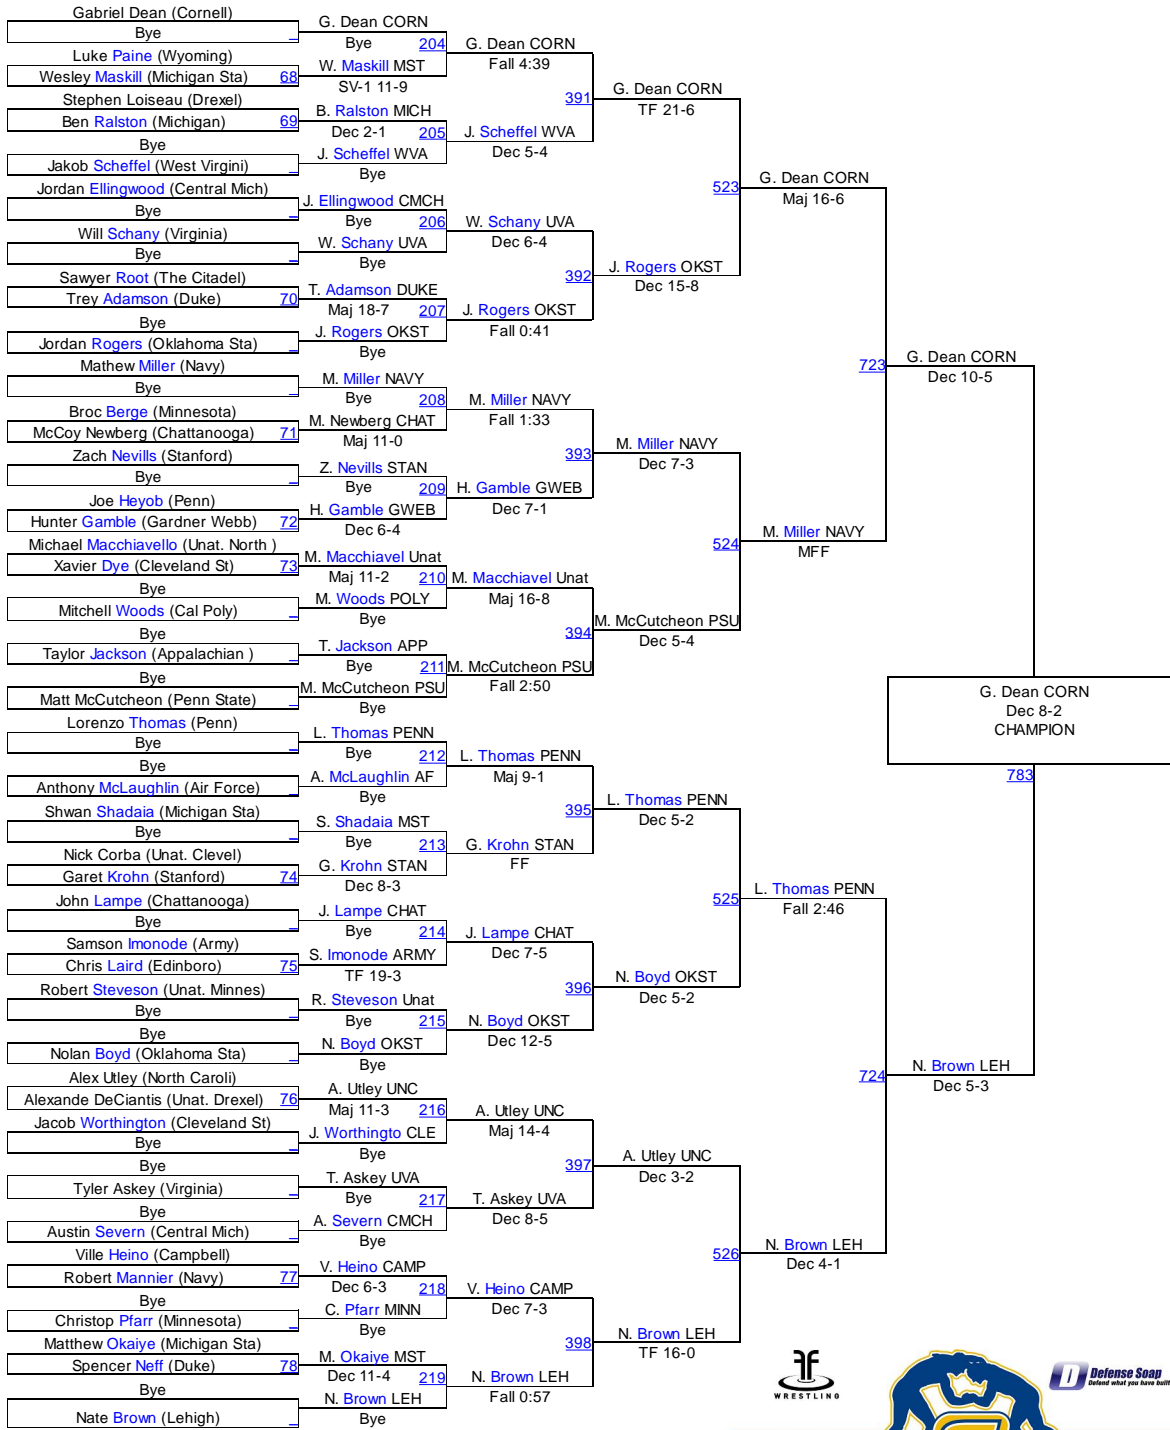 Gabriel Dean (Cornell)
Bye
Luke Paine (Wyoming)
Wesley Maskill (Michigan Sta) 68
Stephen Loiseau (Drexel)
Ben Ralston (Michigan) 69
Bye
Jakob Scheffel (West Virgini)
Jordan Ellingwood (Central Mich)
Bye
Will Schany (Virginia)
Bye
Sawyer Root (The Citadel)
Trey Adamson (Duke) 70
Bye
Jordan Rogers (Oklahoma Sta)
Mathew Miller (Navy)
Bye
Broc Berge (Minnesota)
McCoy Newberg (Chattanooga) 71
Zach Nevills (Stanford)
Bye
Joe Heyob (Penn)
Hunter Gamble (Gardner Webb) 72
Michael Macchiavello (Unat. North )
Xavier Dye (Cleveland St) 73
Bye
Mitchell Woods (Cal Poly)
Bye
Taylor Jackson (Appalachian )
Bye
Matt McCutcheon (Penn State)
Lorenzo Thomas (Penn)
Bye
Bye
Anthony McLaughlin (Air Force)
Shwan Shadaia (Michigan Sta)
Bye
Nick Corba (Unat. Clevel)
Garet Krohn (Stanford) 74
John Lampe (Chattanooga)
Bye
Samson Imonode (Army)
Chris Laird (Edinboro) 75
Robert Steveson (Unat. Minnes)
Bye
Bye
Nolan Boyd (Oklahoma Sta)
Alex Utley (North Caroli)
Alexande DeCiantis (Unat. Drexel) 76
Jacob Worthington (Cleveland St)
Bye
Bye
Tyler Askey (Virginia)
Bye
Austin Severn (Central Mich)
Ville Heino (Campbell)
Robert Mannier (Navy) 77
Bye
Christop Pfarr (Minnesota)
Matthew Okaiye (Michigan Sta)
Spencer Neff (Duke) 78
Bye
Nate Brown (Lehigh)
G. Dean CORN
Bye 204
W. Maskill MST
SV-1 11-9
B. Ralston MICH
Dec 2-1 205
J. Scheffel WVA
Bye
J. Ellingwood CMCH
Bye 206
W. Schany UVA
Bye
T. Adamson DUKE
Maj 18-7 207
J. Rogers OKST
Bye
M. Miller NAVY
Bye 208
M. Newberg CHAT
Maj 11-0
Z. Nevills STAN
Bye 209
H. Gamble GWEB
Dec 6-4
M. Macchiavel Unat
Maj 11-2 210
M. Woods POLY
Bye
T. Jackson APP
Bye 211
M. McCutcheon PSU
Bye
L. Thomas PENN
Bye 212
A. McLaughlin AF
Bye
S. Shadaia MST
Bye 213
G. Krohn STAN
Dec 8-3
J. Lampe CHAT
Bye 214
S. Imonode ARMY
TF 19-3
R. Steveson Unat
Bye 215
N. Boyd OKST
Bye
A. Utley UNC
Maj 11-3 216
J. Worthingto CLE
Bye
T. Askey UVA
Bye 217
A. Severn CMCH
Bye
V. Heino CAMP
Dec 6-3 218
C. Pfarr MINN
Bye
M. Okaiye MST
Dec 11-4 219
N. Brown LEH
Bye
G. Dean CORN
Fall 4:39
391
J. Scheffel WVA
Dec 5-4
W. Schany UVA
Dec 6-4
392
J. Rogers OKST
Fall 0:41
M. Miller NAVY
Fall 1:33
393
H. Gamble GWEB
Dec 7-1
M. Macchiavel Unat
Maj 16-8
394
M. McCutcheon PSU
Fall 2:50
L. Thomas PENN
Maj 9-1
395
G. Krohn STAN
FF
J. Lampe CHAT
Dec 7-5
396
N. Boyd OKST
Dec 12-5
A. Utley UNC
Maj 14-4
397
T. Askey UVA
Dec 8-5
V. Heino CAMP
Dec 7-3
398
N. Brown LEH
Fall 0:57
G. Dean CORN
TF 21-6
523
J. Rogers OKST
Dec 15-8
M. Miller NAVY
Dec 7-3
524
M. McCutcheon PSU
Dec 5-4
L. Thomas PENN
Dec 5-2
525
N. Boyd OKST
Dec 5-2
A. Utley UNC
Dec 3-2
526
N. Brown LEH
TF 16-0
G. Dean CORN
Maj 16-6
723
M. Miller NAVY
MFF
L. Thomas PENN
Fall 2:46
724
N. Brown LEH
Dec 4-1
G. Dean CORN
Dec 10-5
N. Brown LEH
Dec 5-3
G. Dean CORN
Dec 8-2
CHAMPION
783
WRESTLING
D Defense Soap
Defend what you have built